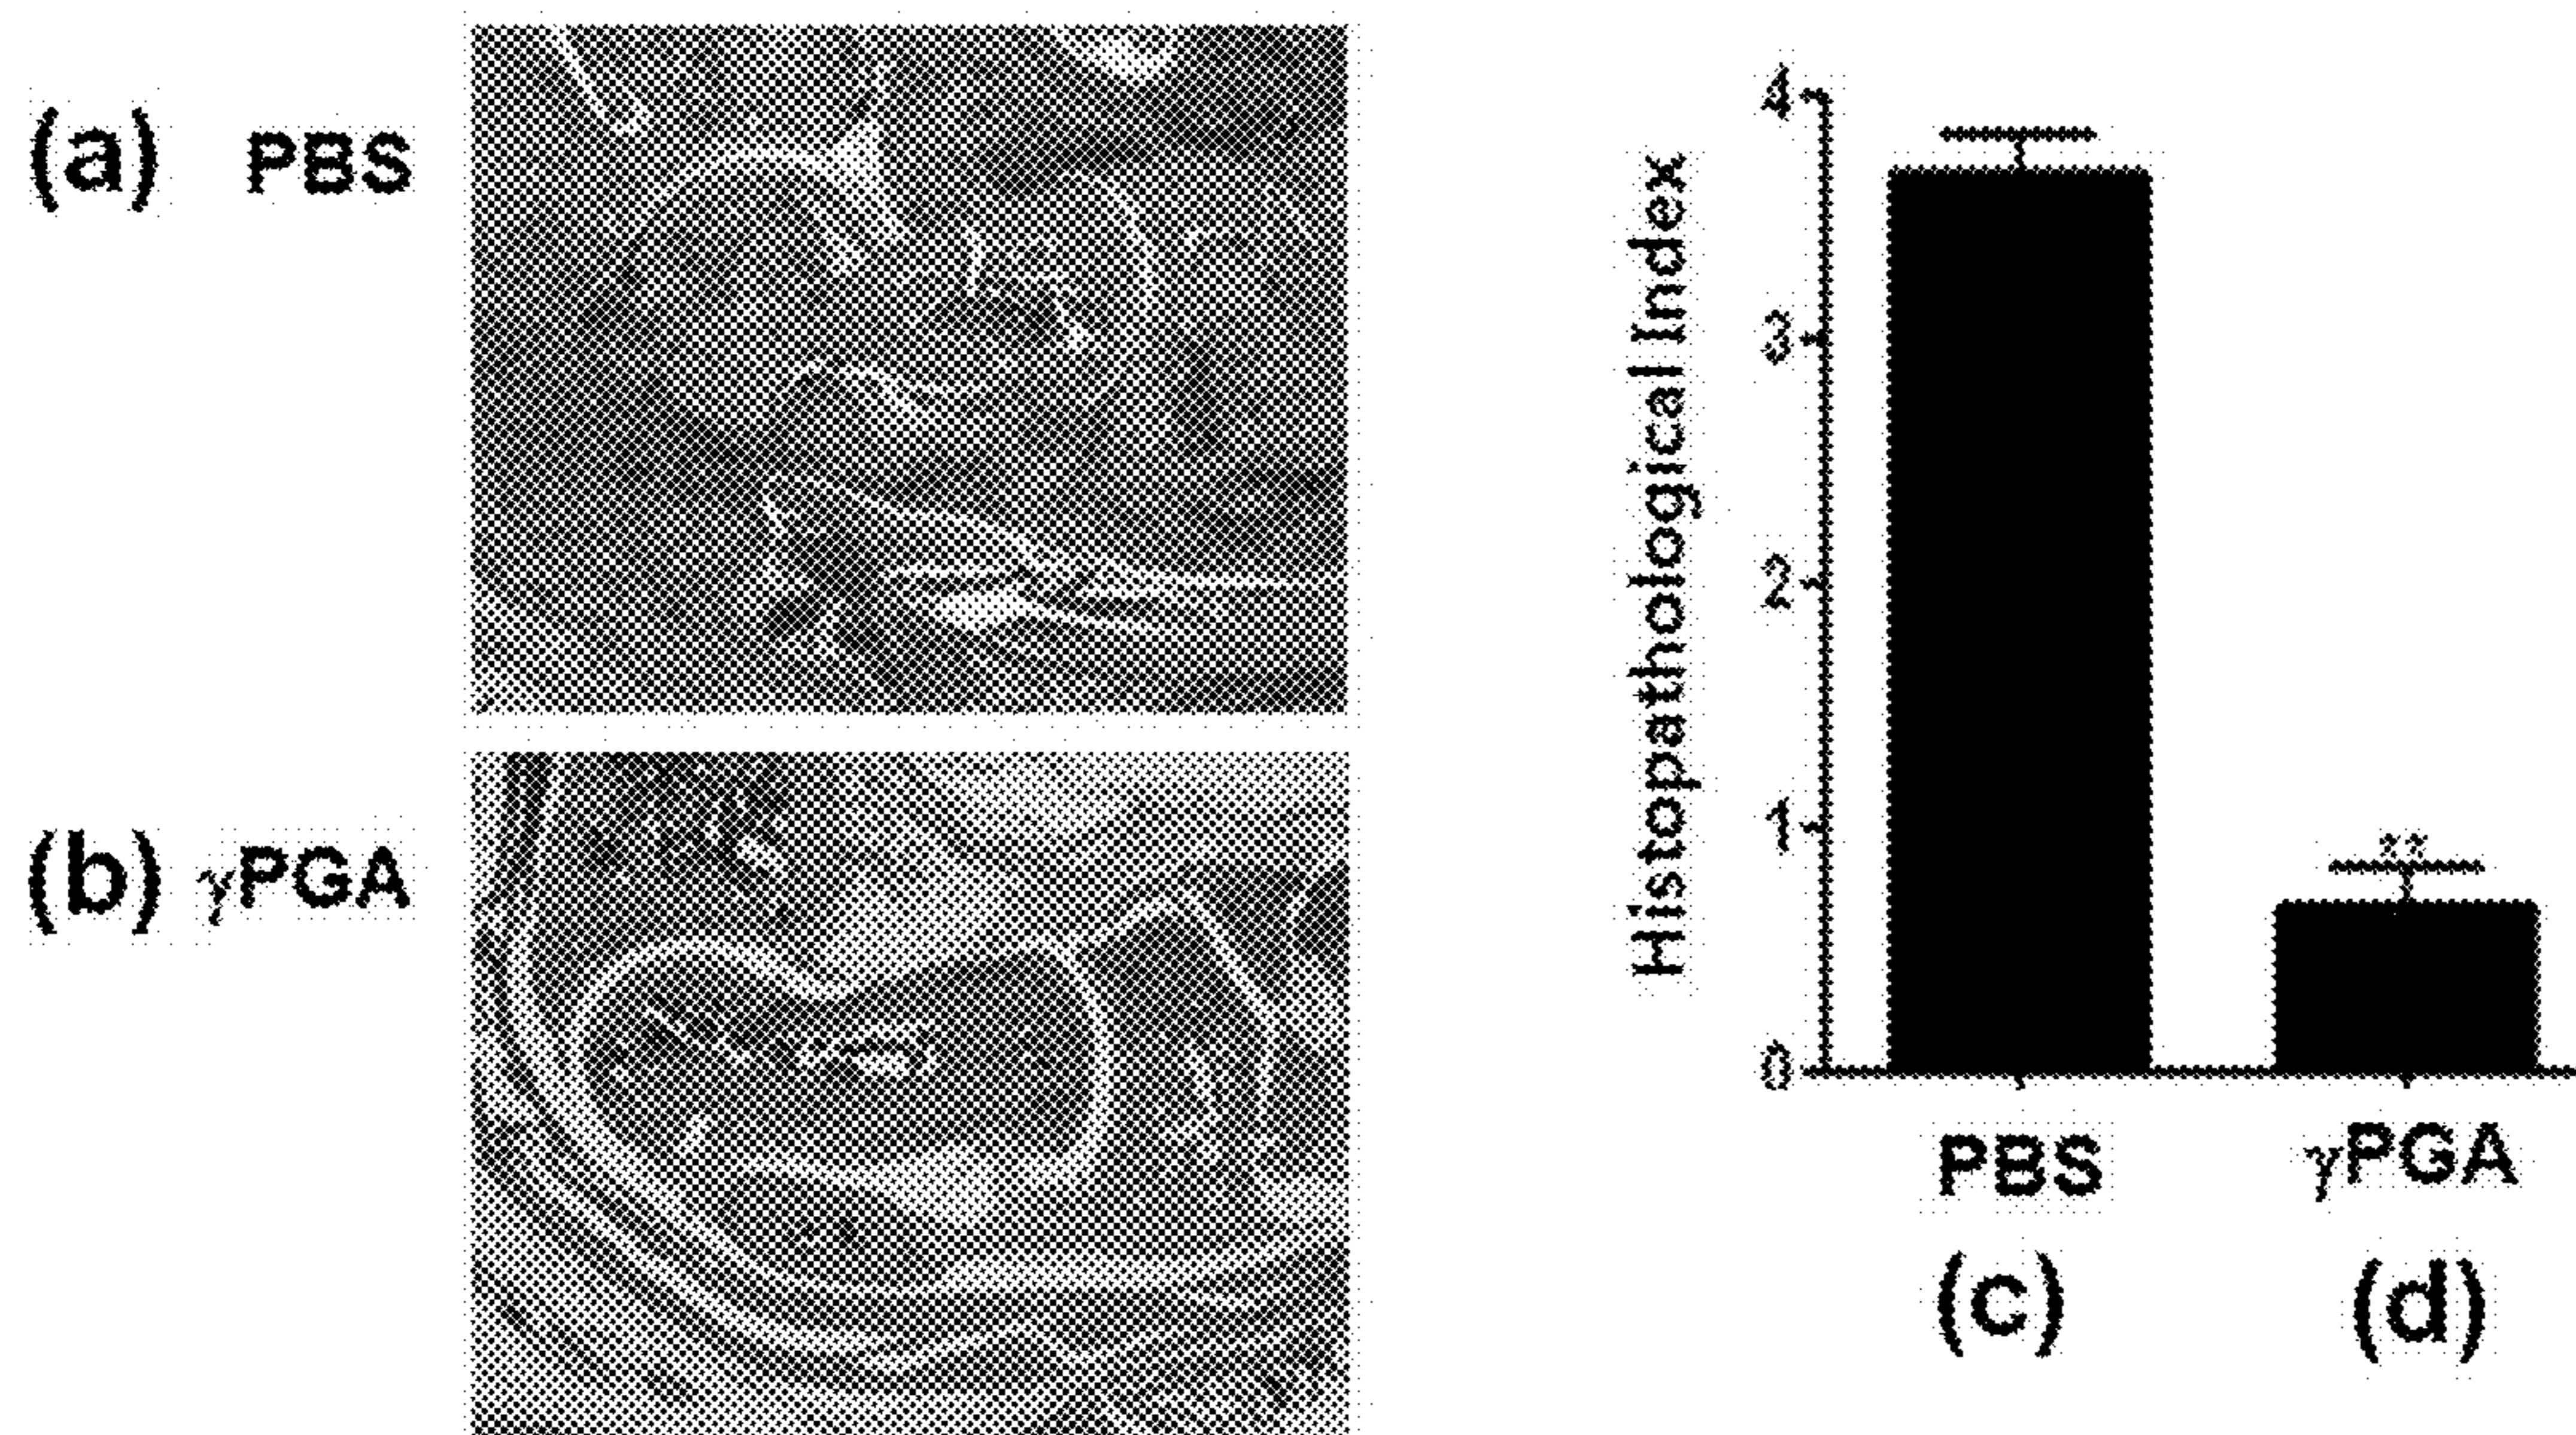 (a) PBS
(b) γPGA
Histopathological Index
4
3
2
1
0
**
PBS
γPGA
(c)
(d)